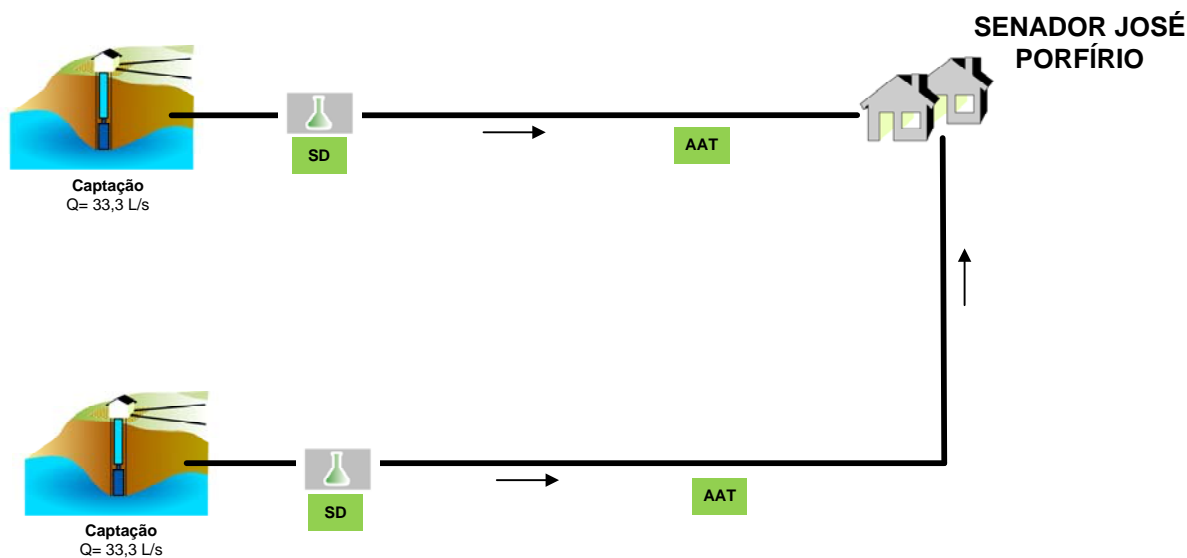 SENADOR JOSÉ
PORFÍRIO
SD
AAT
Captação
Q= 33,3 L/s
SD
AAT
Captação
Q= 33,3 L/s